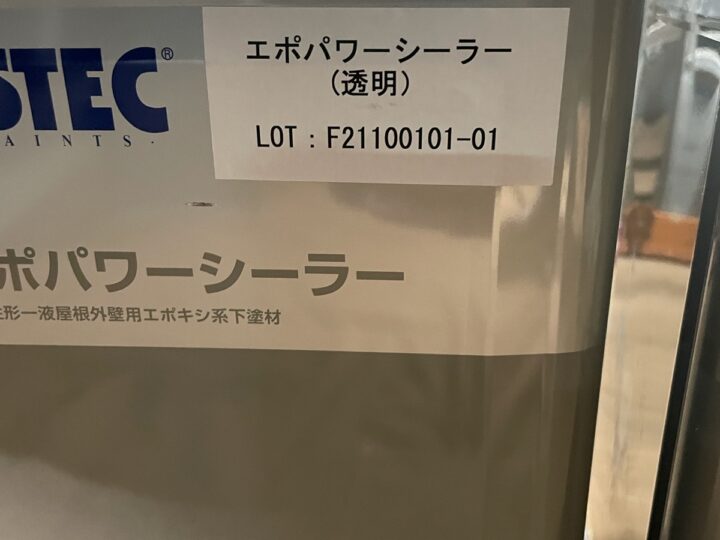 エポパワーシーラー
(透明)
LOT : F21100101-01
STEC®
AINTS.
ポパワーシーラー
形一液屋根外壁用エポキシ系下塗材